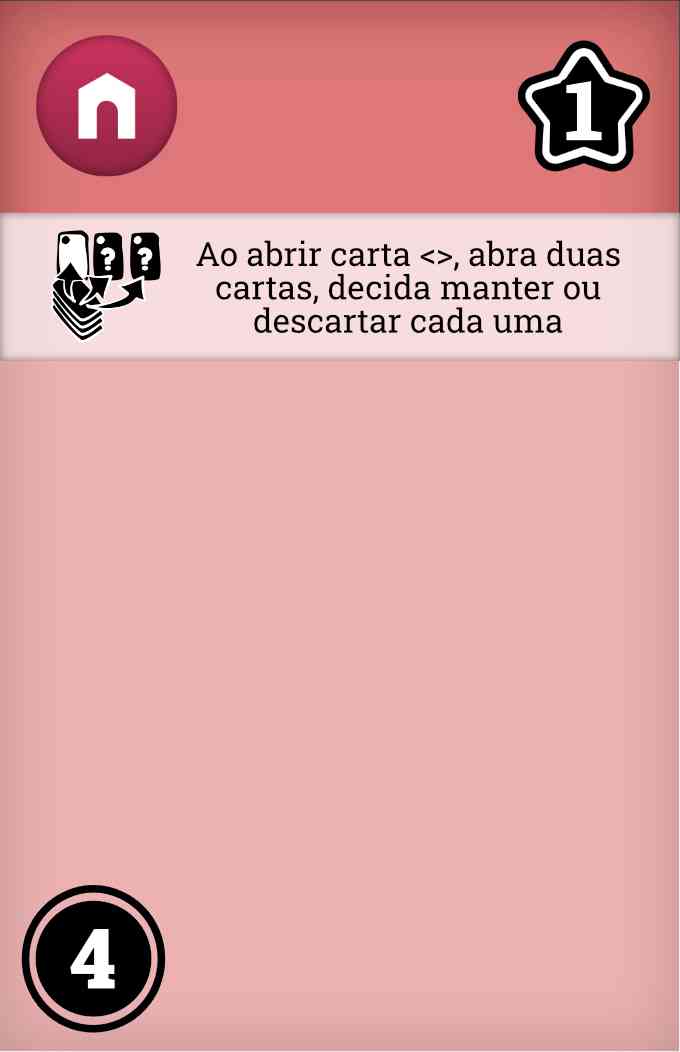 1
? ?
Ao abrir carta <>, abra duas
cartas, decida manter ou
descartar cada uma
4